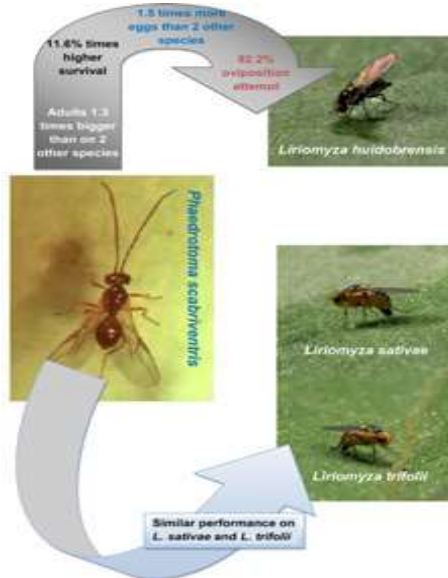 1.5 times more
eggs than 2 other
species
11.6% times
higher
survival
82.2%
oviposition
attempt
Adults 1.3
times bigger
than on 2
other species
Liriomyza huidobrensis
Phaedrotoma scabriventris
Liriomyza sativae
Liriomyza trifolii
Similar performance on
L. sativae and L. trifolii